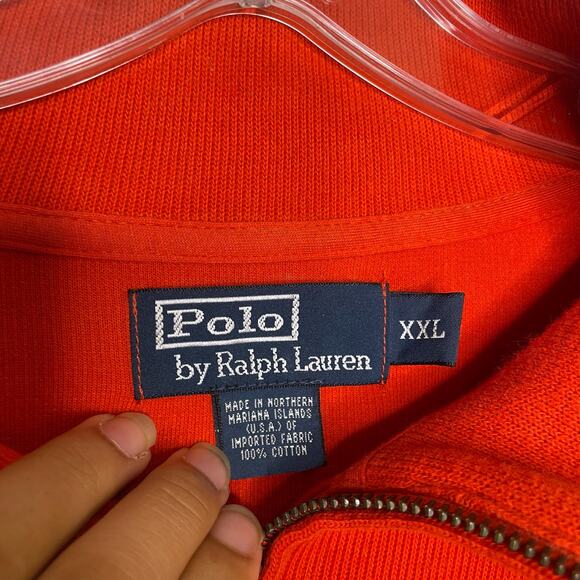 Polo
by Ralph Lauren
XXL
MADE IN NORTHERN
MARIANA ISLANDS
(U.S.A.) OF
IMPORTED FABRIC
100% COTTON